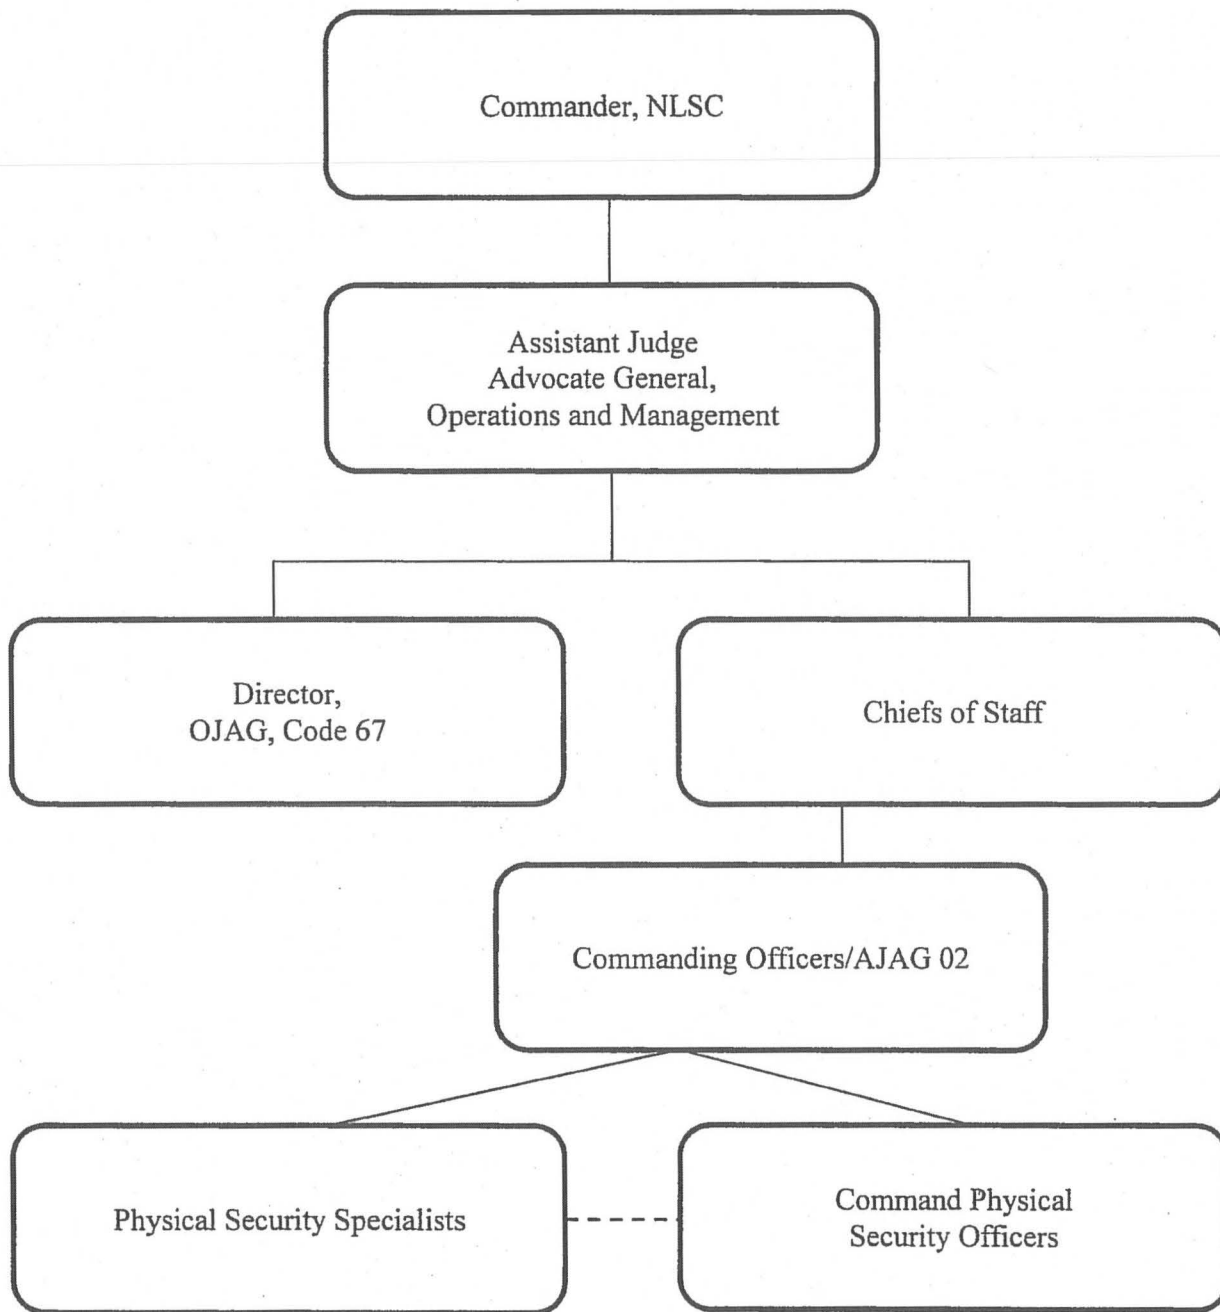 Commander, NLSC
Assistant Judge
Advocate General,
Operations and Management
Director,
OJAG, Code 67
Chiefs of Staff
Commanding Officers/AJAG 02
Physical Security Specialists
Command Physical
Security Officers